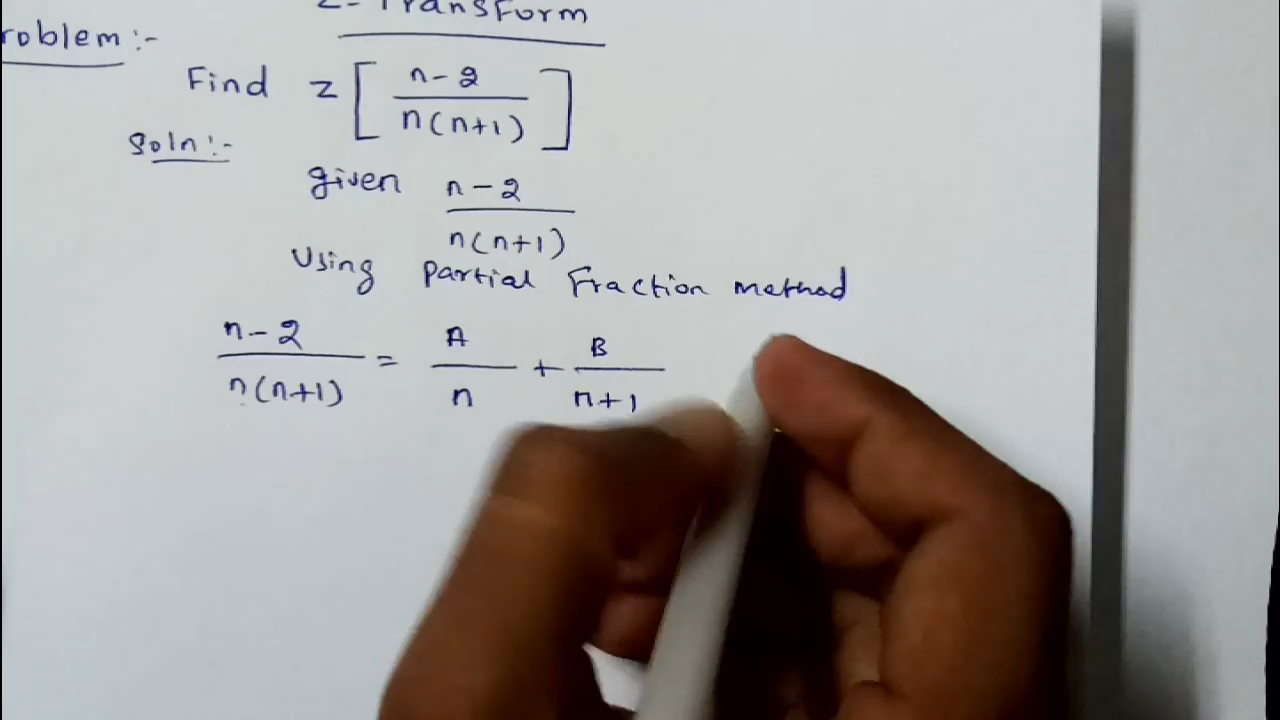 Z-Transform
roblem:-
Find z[n-2/n(n+1)]
Soln:-
given n-2/n(n+1)
Using Partial Fraction method
n-2/n(n+1) = A/n + B/n+1